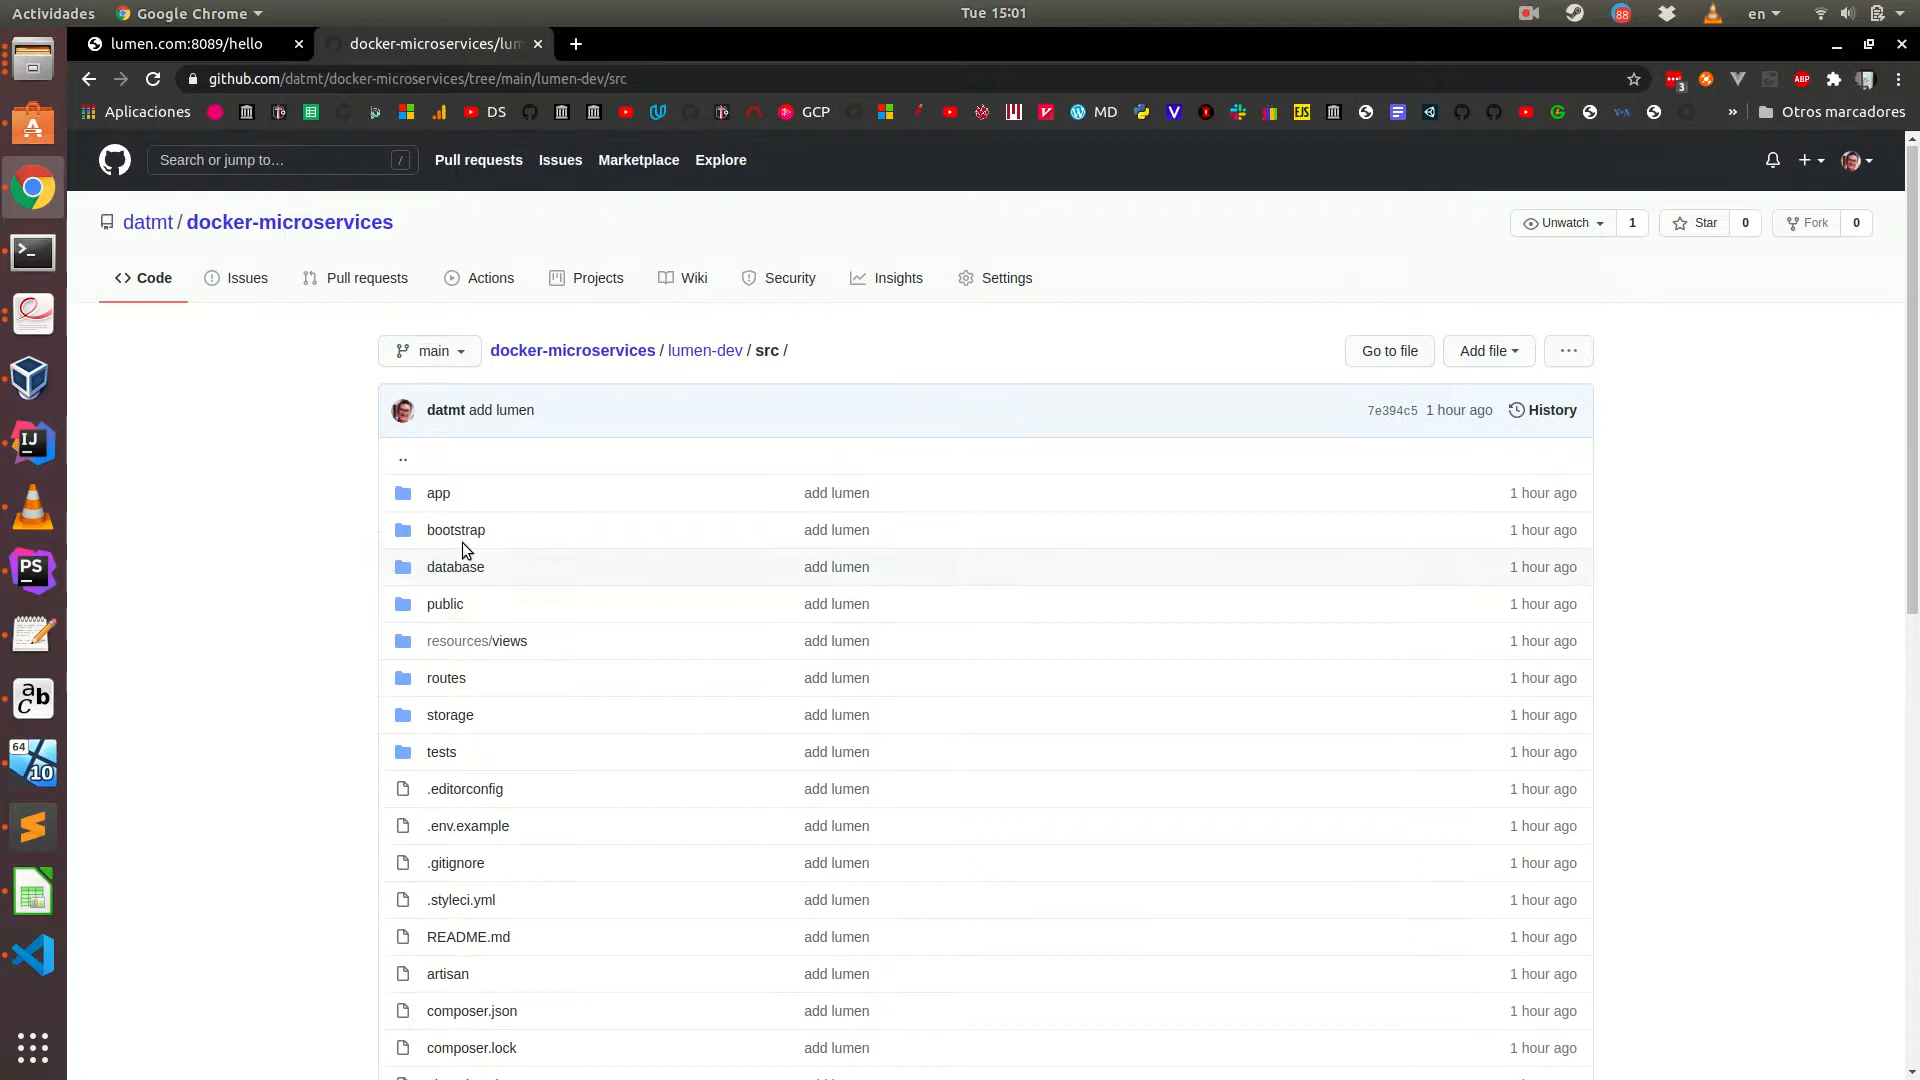 Actividades Google Chrome Tue 15:01 88 en
lumen.com:8089/hello docker-microservices/lum
github.com/datmt/docker-microservices/tree/main/lumen-dev/src ABP 3
Aplicaciones DS GCP MD EJS » Otros marcadores
Search or jump to… / Pull requests Issues Marketplace Explore
datmt / docker-microservices Unwatch 1 Star 0 Fork 0
Code Issues Pull requests Actions Projects Wiki Security Insights Settings
main docker-microservices / lumen-dev / src / Go to file Add file ···
datmt add lumen 7e394c5 1 hour ago History
..
app add lumen 1 hour ago
bootstrap add lumen 1 hour ago
database add lumen 1 hour ago
public add lumen 1 hour ago
resources/views add lumen 1 hour ago
routes add lumen 1 hour ago
storage add lumen 1 hour ago
tests add lumen 1 hour ago
.editorconfig add lumen 1 hour ago
.env.example add lumen 1 hour ago
.gitignore add lumen 1 hour ago
.styleci.yml add lumen 1 hour ago
README.md add lumen 1 hour ago
artisan add lumen 1 hour ago
composer.json add lumen 1 hour ago
composer.lock add lumen 1 hour ago
IJ
PS
abc
64
10